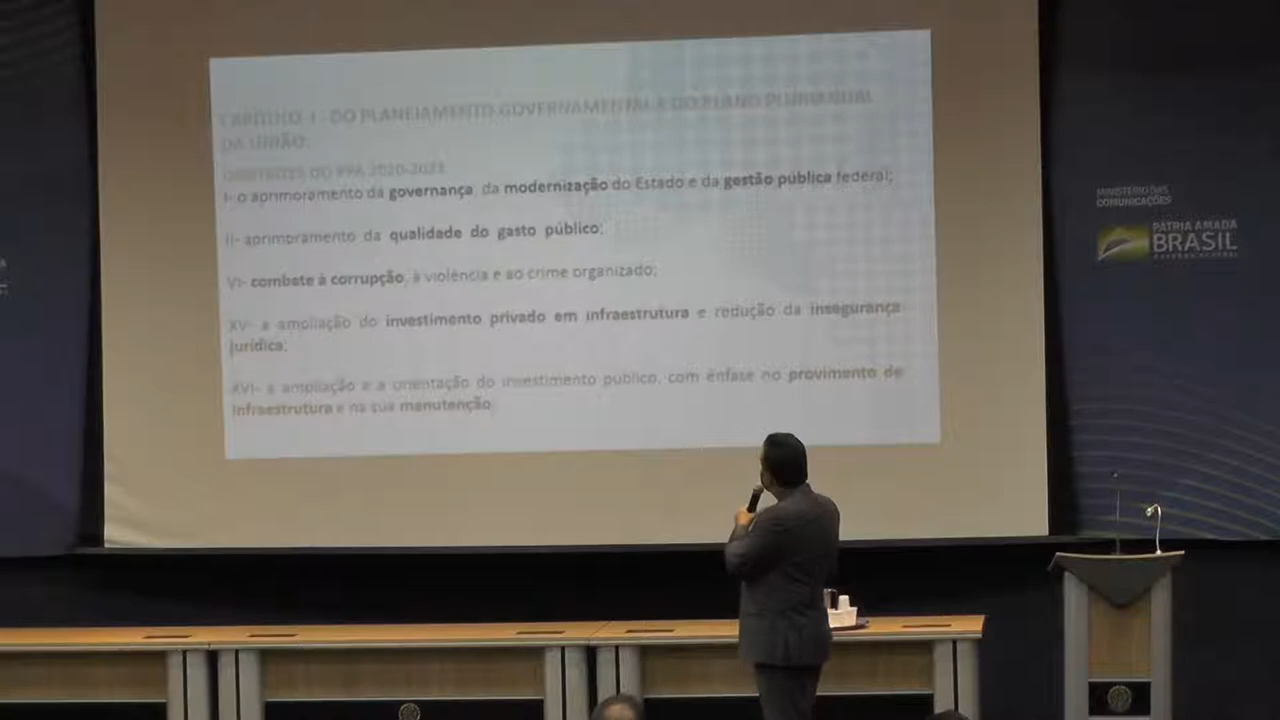 CAPÍTULO I - DO PLANEJAMENTO GOVERNAMENTAL E DO PLANO PLURIANUAL
DA UNIÃO:
DIRETRIZES DO PPA 2020-2023
I- o aprimoramento da governança, da modernização do Estado e da gestão pública federal;
II- aprimoramento da qualidade do gasto público;
VI- combate à corrupção, à violência e ao crime organizado;
XV- a ampliação do investimento privado em infraestrutura e redução da insegurança
jurídica;
XVI- a ampliação e a orientação do investimento público, com ênfase no provimento de
infraestrutura e na sua manutenção.
MINISTÉRIO DAS
COMUNICAÇÕES
PÁTRIA AMADA
BRASIL
GOVERNO FEDERAL